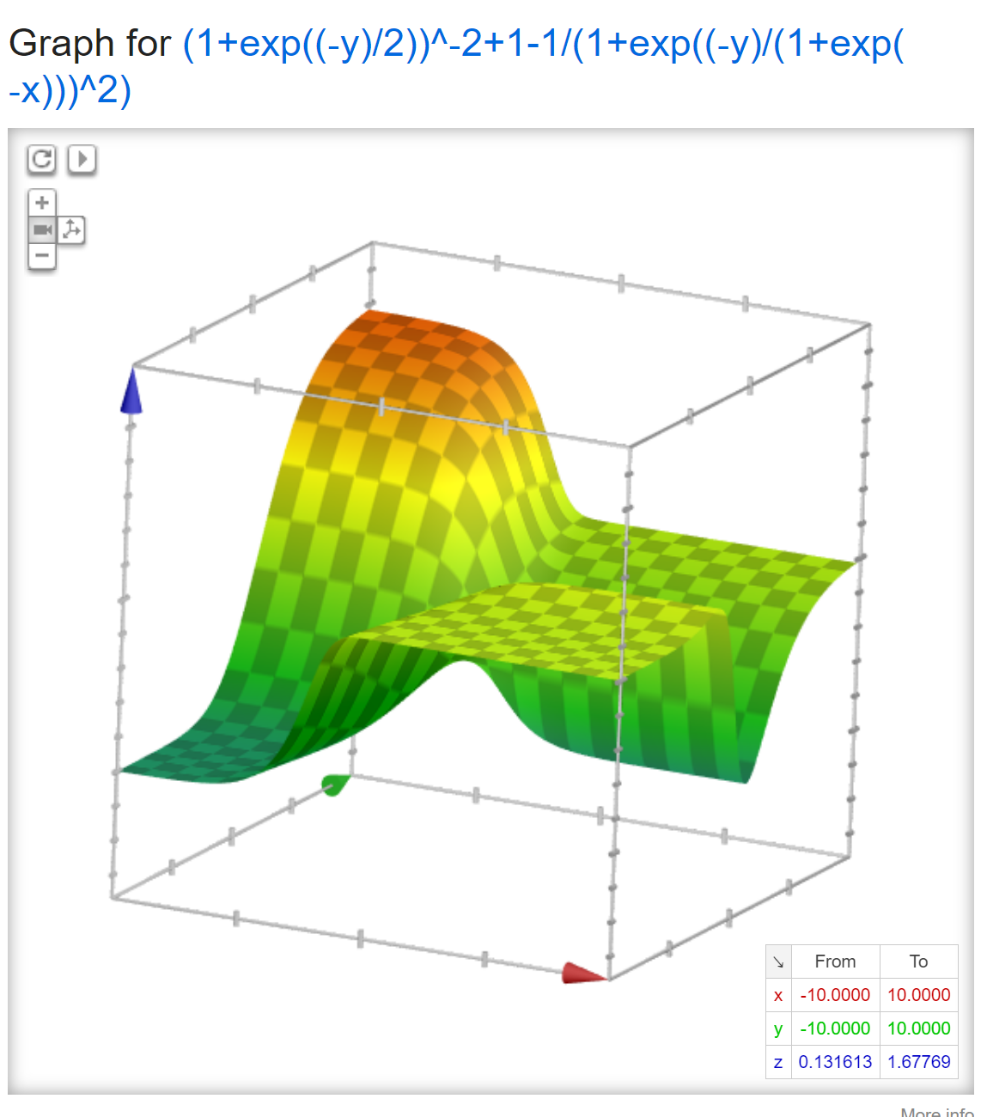 Graph for (1+exp((-y)/2))^-2+1-1/(1+exp((-y)/(1+exp(
-x)))^2)
From To
x -10.0000 10.0000
y -10.0000 10.0000
z 0.131613 1.67769
More info